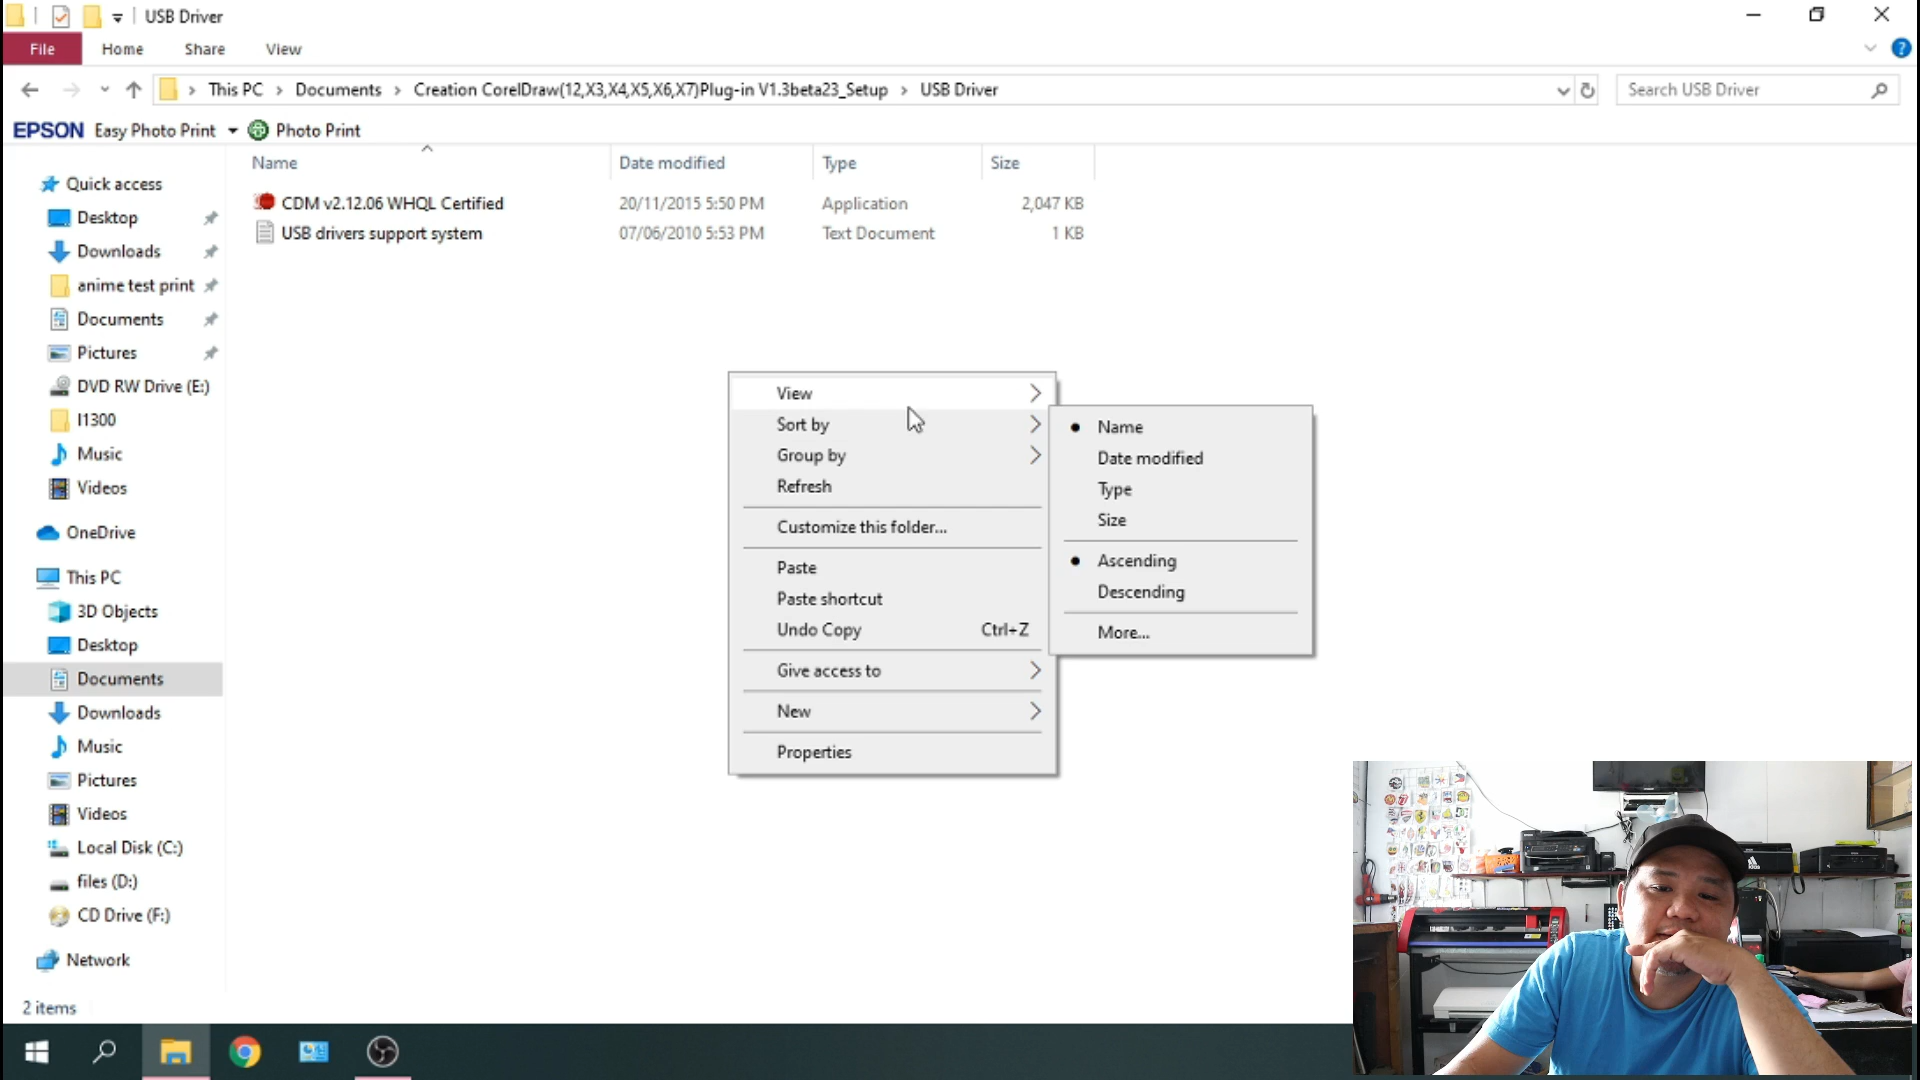 USB Driver
File Home Share View
This PC > Documents > Creation CorelDraw(12,X3,X4,X5,X6,X7)Plug-in V1.3beta23_Setup > USB Driver
Search USB Driver
EPSON Easy Photo Print Photo Print
Name Date modified Type Size
CDM v2.12.06 WHQL Certified 20/11/2015 5:50 PM Application 2,047 KB
USB drivers support system 07/06/2010 5:53 PM Text Document 1 KB
Quick access
Desktop
Downloads
anime test print
Documents
Pictures
DVD RW Drive (E:)
l1300
Music
Videos
OneDrive
This PC
3D Objects
Desktop
Documents
Downloads
Music
Pictures
Videos
Local Disk (C:)
files (D:)
CD Drive (F:)
Network
2 items
View
Sort by
Group by
Refresh
Customize this folder...
Paste
Paste shortcut
Undo Copy Ctrl+Z
Give access to
New
Properties
Name
Date modified
Type
Size
Ascending
Descending
More...